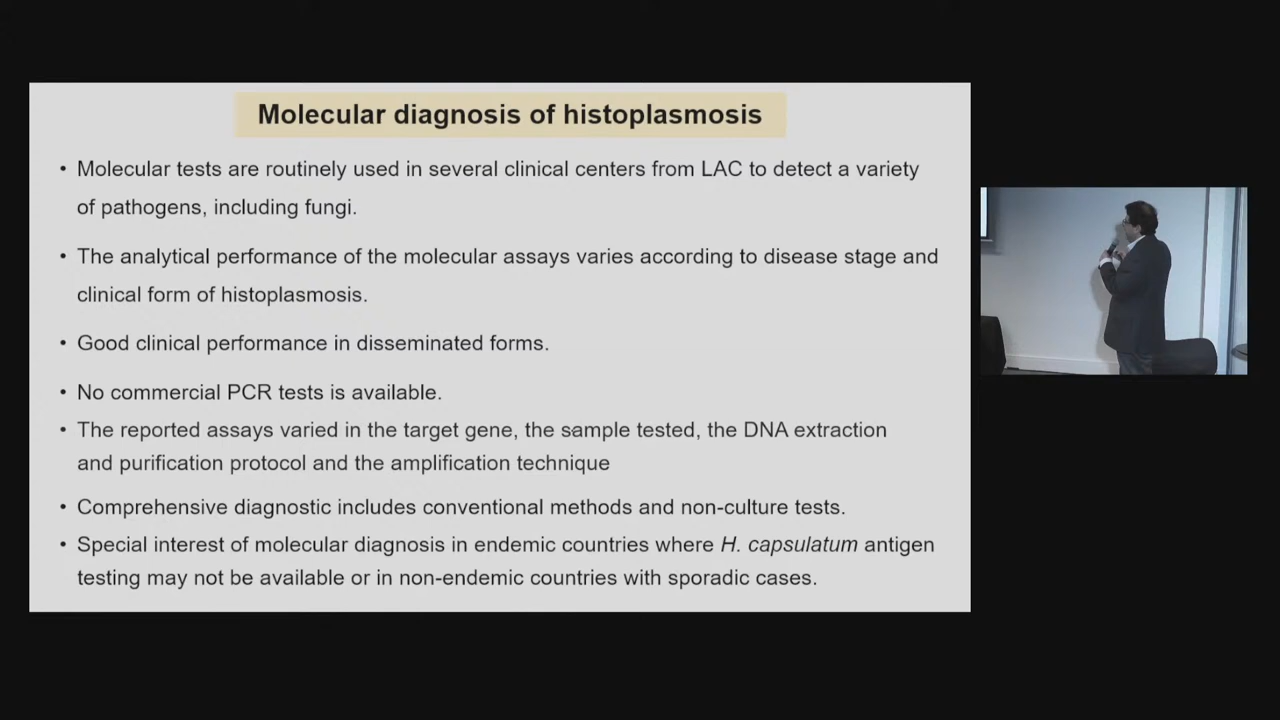 Molecular diagnosis of histoplasmosis
• Molecular tests are routinely used in several clinical centers from LAC to detect a variety
of pathogens, including fungi.
• The analytical performance of the molecular assays varies according to disease stage and
clinical form of histoplasmosis.
• Good clinical performance in disseminated forms.
• No commercial PCR tests is available.
• The reported assays varied in the target gene, the sample tested, the DNA extraction
and purification protocol and the amplification technique
• Comprehensive diagnostic includes conventional methods and non-culture tests.
• Special interest of molecular diagnosis in endemic countries where H. capsulatum antigen
testing may not be available or in non-endemic countries with sporadic cases.